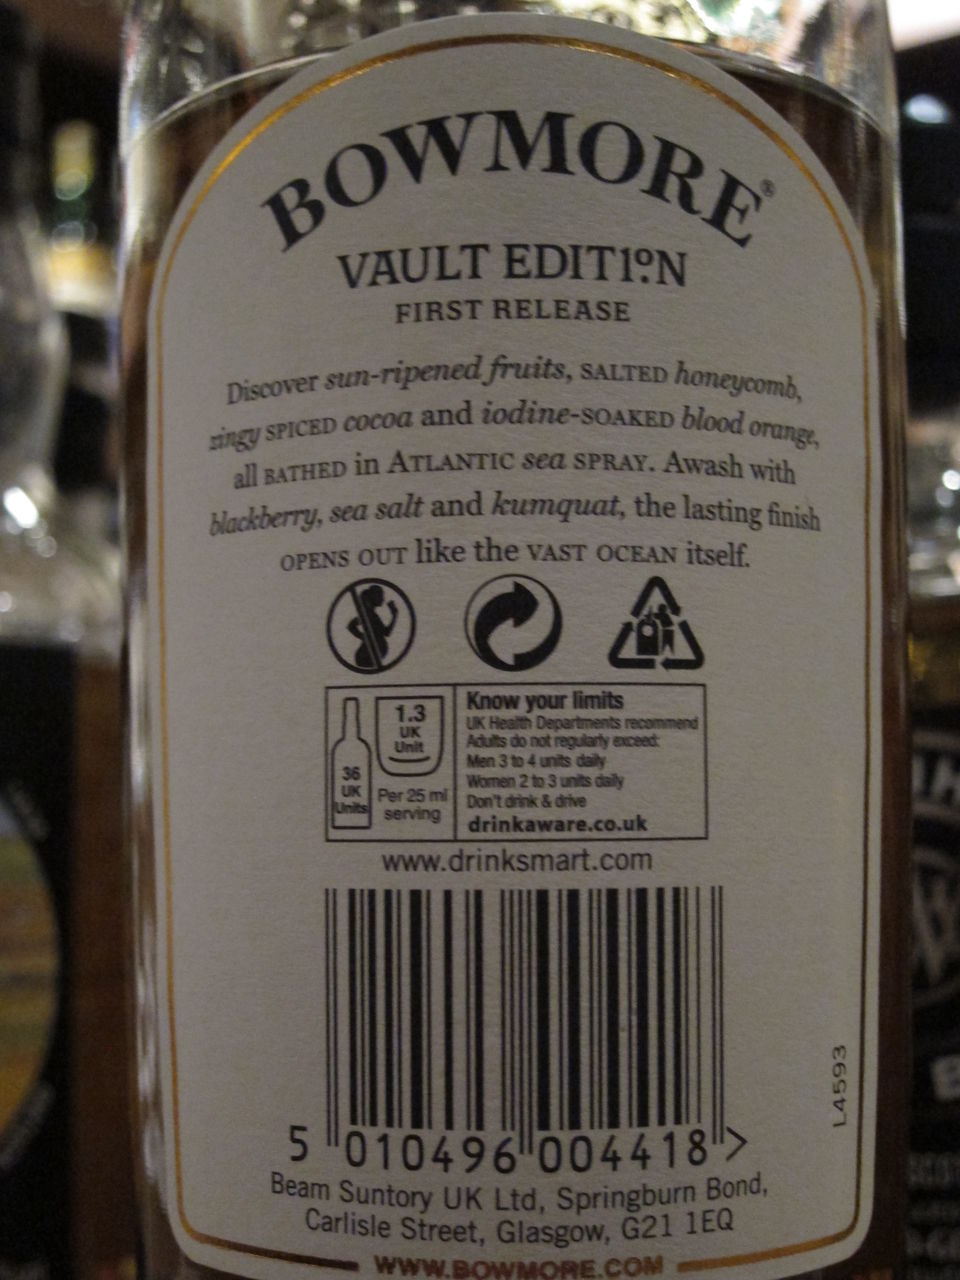 BOWMORE®
VAULT EDIT1ºN
FIRST RELEASE
Discover sun-ripened fruits, SALTED honeycomb,
zingy SPICED cocoa and iodine-SOAKED blood orange,
all BATHED in ATLANTIC sea SPRAY. Awash with
blackberry, sea salt and kumquat, the lasting finish
OPENS OUT like the VAST OCEAN itself.
36
UK
Units
1.3
UK
Unit
Per 25 ml
serving
Know your limits
UK Health Departments recommend
Adults do not regularly exceed:
Men 3 to 4 units daily
Women 2 to 3 units daily
Don't drink & drive
drinkaware.co.uk
www.drinksmart.com
5 010496 004418 >
L4593
Beam Suntory UK Ltd, Springburn Bond,
Carlisle Street, Glasgow, G21 1EQ
WWW.BOWMORE.COM